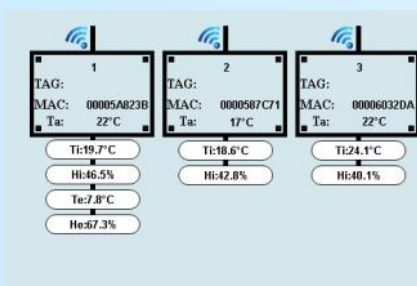 1
TAG:
MAC: 00005A823B
Ta: 22°C
Ti:19.7°C
Hi:46.5%
Te:7.8°C
He:67.3%
2
TAG:
MAC: 0000587C71
Ta: 17°C
Ti:18.6°C
Hi:42.8%
3
TAG:
MAC: 00006032DA
Ta: 22°C
Ti:24.1°C
Hi:40.1%